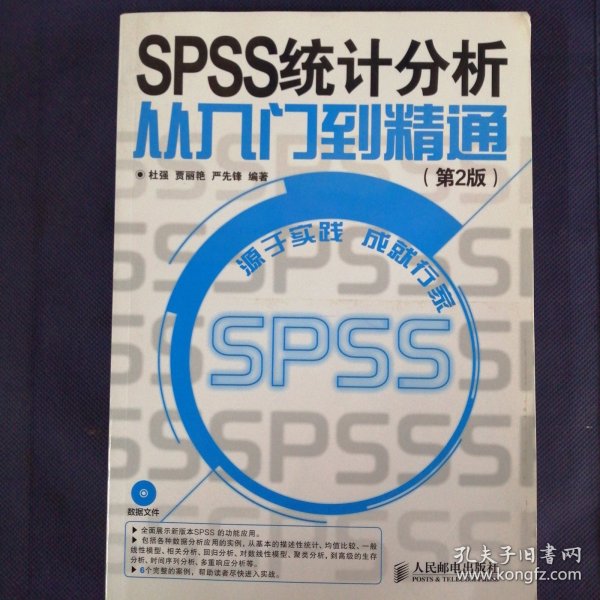 SPSS统计分析
从入门到精通
（第2版）
杜强 贾丽艳 严先锋 编著
源于实践 成就行家
SPSS
数据文件
全面展示新版本SPSS 的功能应用。
包括各种数据分析应用的实例，从基本的描述性统计、均值比较、一般
线性模型、相关分析、回归分析、对数线性模型、聚类分析，到高级的生存
分析、时间序列分析、多重响应分析等。
6个完整的案例，帮助读者尽快进入实战。
人民邮电出版社
POSTS & TELECOM PRESS
孔夫子旧书网
www.kongfz.com